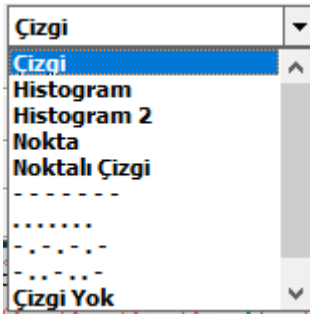 Çizgi
Çizgi
Histogram
Histogram 2
Nokta
Noktalı Çizgi
- - - - - - -
. . . . . . .
- . - . - . -
- . . - . . -
Çizgi Yok